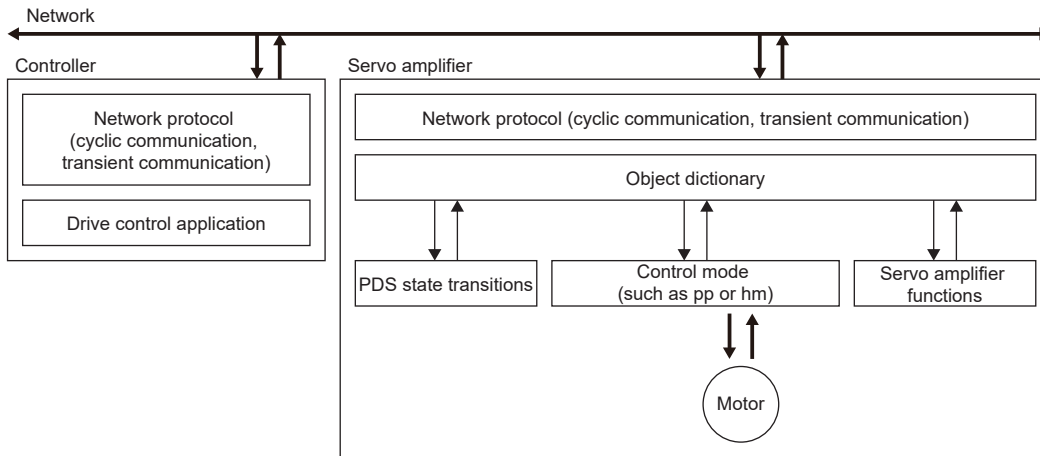 Network
Controller
Network protocol
(cyclic communication,
transient communication)
Drive control application
Servo amplifier
Network protocol (cyclic communication, transient communication)
Object dictionary
PDS state transitions
Control mode
(such as pp or hm)
Servo amplifier
functions
Motor